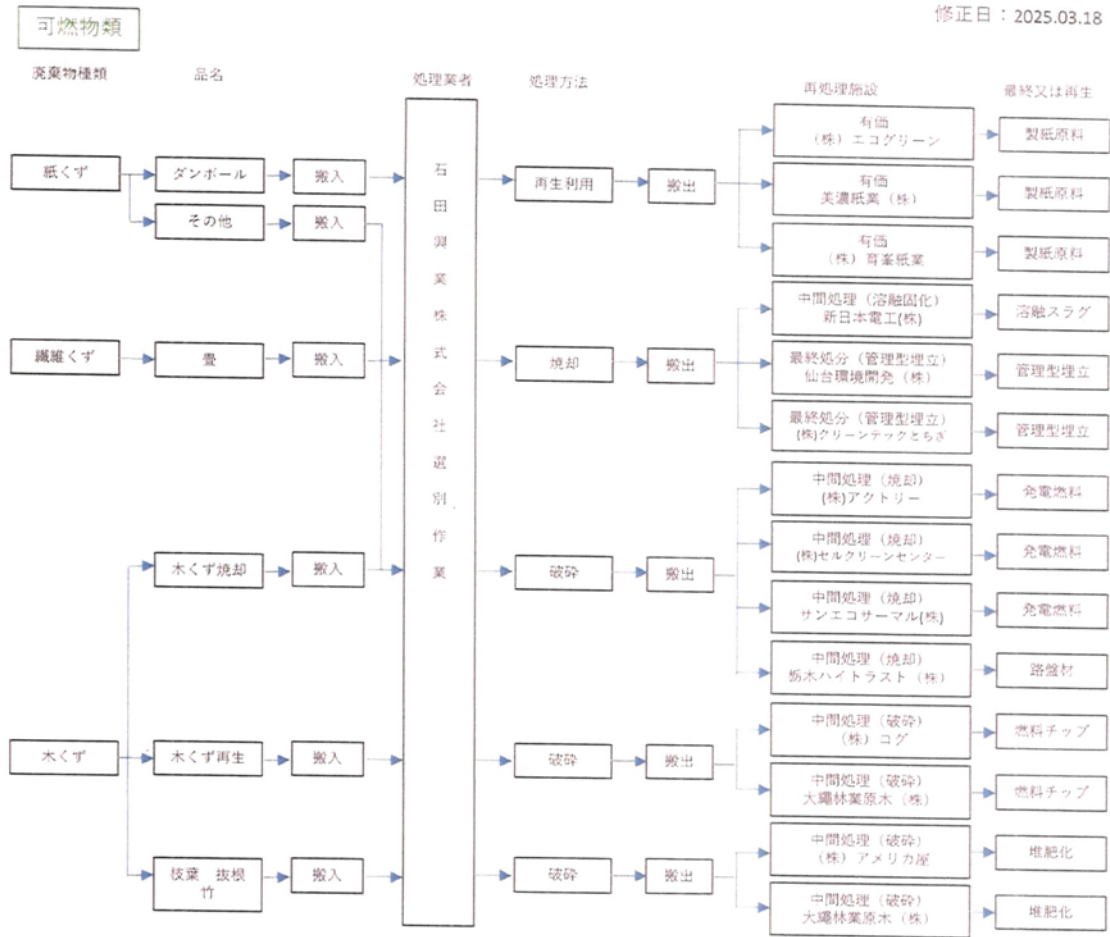 可燃物類
修正日：2025.03.18
廃棄物種類
品名
処理業者
処理方法
再処理施設
最終又は再生
紙くず
ダンボール
搬入
その他
搬入
繊維くず
畳
搬入
木くず焼却
搬入
木くず
木くず再生
搬入
枝葉　抜根
竹
搬入
石田興業株式会社選別作業
再生利用
搬出
有価
（株）エコグリーン
製紙原料
有価
美濃紙業（株）
製紙原料
有価
（株）育峯紙業
製紙原料
焼却
搬出
中間処理（溶融固化）
新日本電工(株)
溶融スラグ
最終処分（管理型埋立）
仙台環境開発（株）
管理型埋立
最終処分（管理型埋立）
(株)クリーンテックとちぎ
管理型埋立
破砕
搬出
中間処理（焼却）
(株)アクトリー
発電燃料
中間処理（焼却）
(株)セルクリーンセンター
発電燃料
中間処理（焼却）
サンエコサーマル(株)
発電燃料
中間処理（焼却）
栃木ハイトラスト（株）
路盤材
破砕
搬出
中間処理（破砕）
（株）コグ
燃料チップ
中間処理（破砕）
大縄林業原木（株）
燃料チップ
破砕
搬出
中間処理（破砕）
（株）アメリカ屋
堆肥化
中間処理（破砕）
大縄林業原木（株）
堆肥化